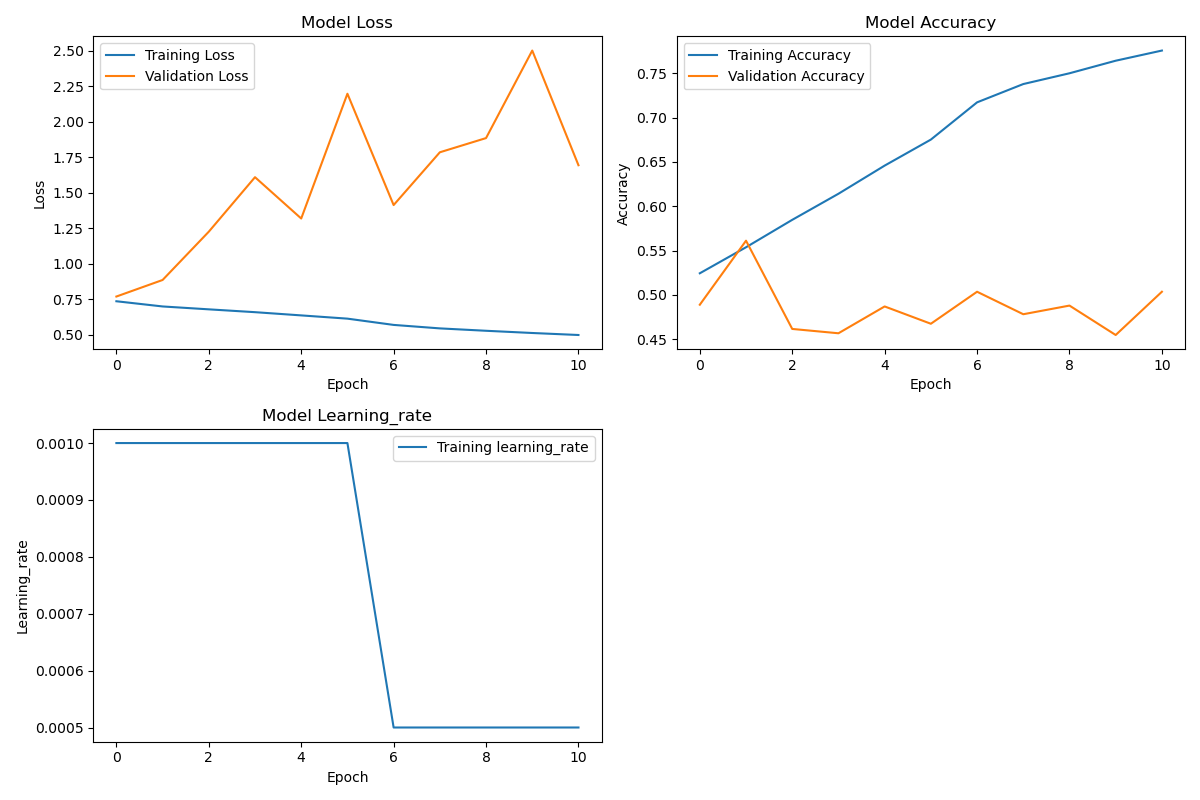 Model Loss
Training Loss
Validation Loss
2.50
2.25
2.00
1.75
1.50
1.25
1.00
0.75
0.50
Loss
0 2 4 6 8 10
Epoch
Model Accuracy
Training Accuracy
Validation Accuracy
0.75
0.70
0.65
0.60
0.55
0.50
0.45
Accuracy
0 2 4 6 8 10
Epoch
Model Learning_rate
Training learning_rate
0.0010
0.0009
0.0008
0.0007
0.0006
0.0005
Learning_rate
0 2 4 6 8 10
Epoch